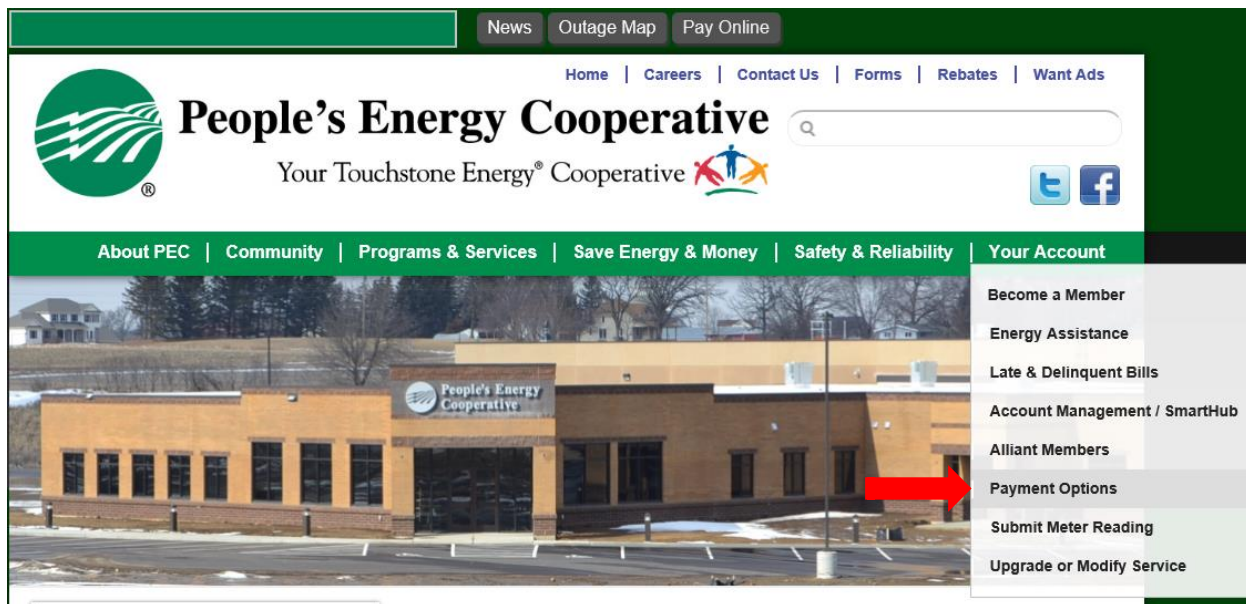 News Outage Map Pay Online
Home | Careers | Contact Us | Forms | Rebates | Want Ads
People's Energy Cooperative
Your Touchstone Energy® Cooperative
®
About PEC | Community | Programs & Services | Save Energy & Money | Safety & Reliability | Your Account
Become a Member
Energy Assistance
Late & Delinquent Bills
Account Management / SmartHub
Alliant Members
Payment Options
Submit Meter Reading
Upgrade or Modify Service
People's Energy
Cooperative